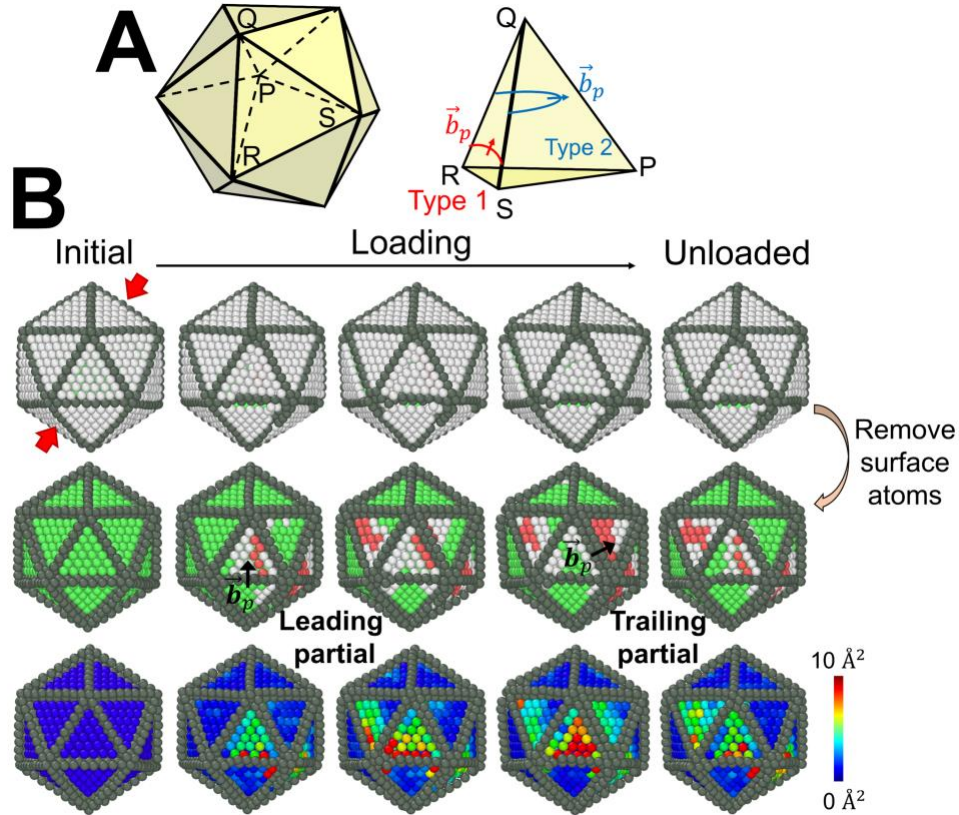 A
Q
P
S
R
Q
b⃗ₚ
b⃗ₚ
Type 2
R
P
Type 1
S
B
Initial
Loading
Unloaded
Remove
surface
atoms
b⃗ₚ
b⃗ₚ
Leading
partial
Trailing
partial
10 Å²
0 Å²